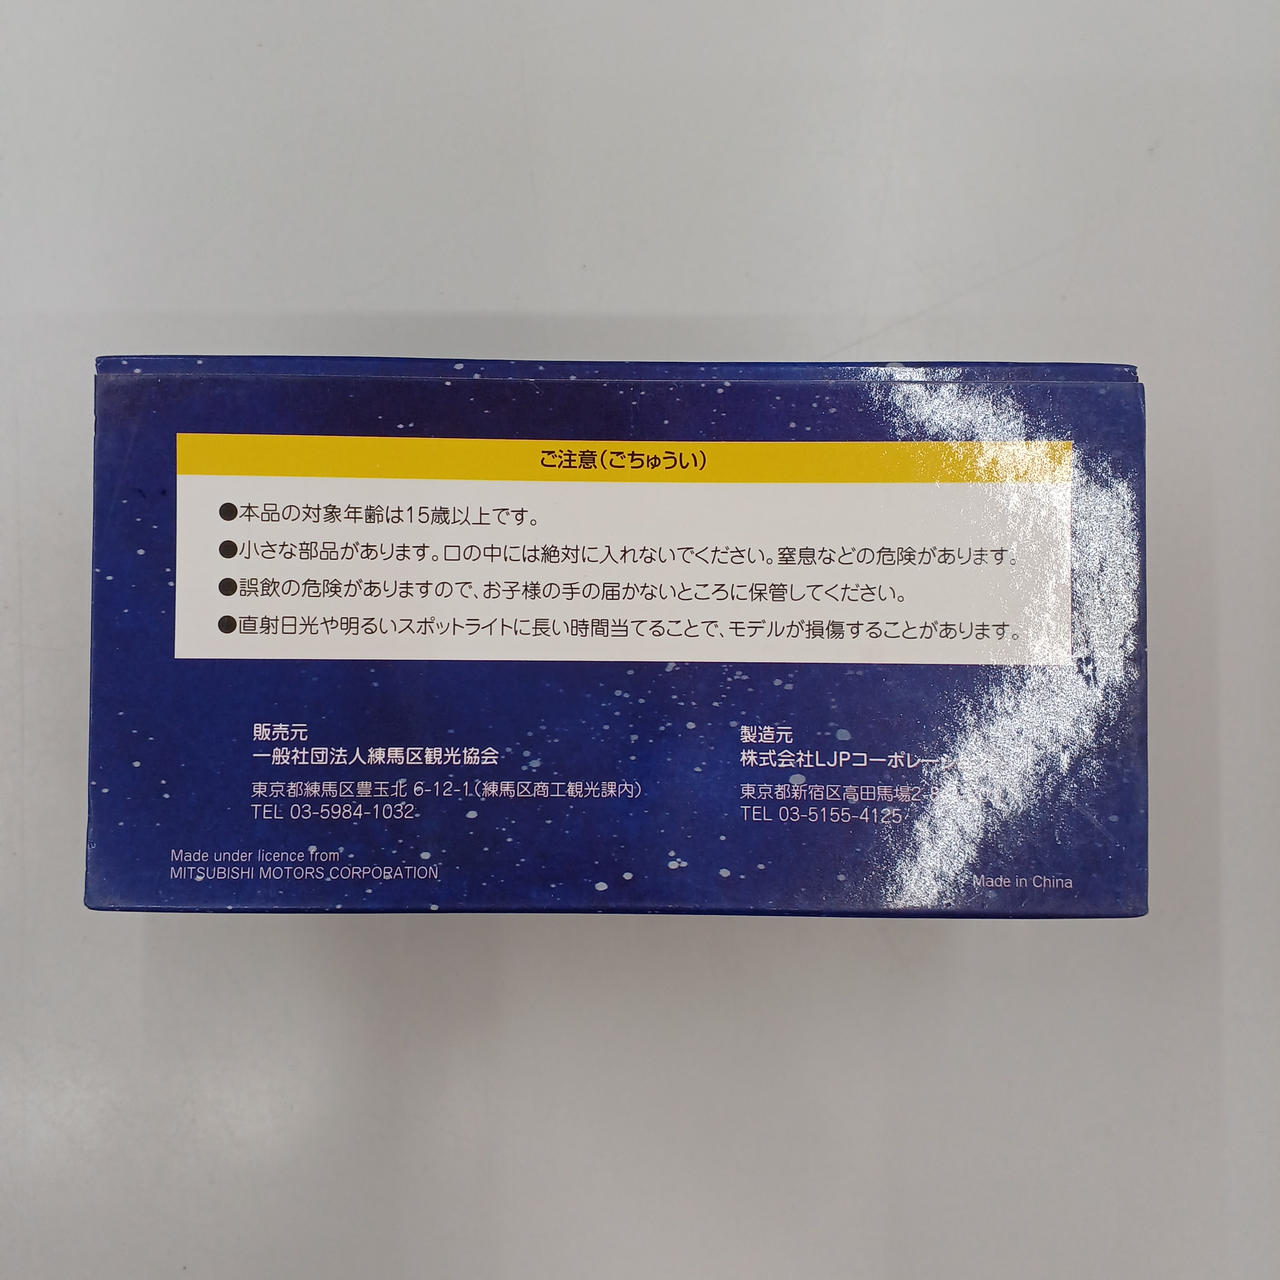 ご注意(ごちゅうい)
●本品の対象年齢は15歳以上です。
●小さな部品があります。口の中には絶対に入れないでください。窒息などの危険があります。
●誤飲の危険がありますので、お子様の手の届かないところに保管してください。
●直射日光や明るいスポットライトに長い時間当てることで、モデルが損傷することがあります。
販売元
一般社団法人練馬区観光協会
東京都練馬区豊玉北 6-12-1(練馬区商工観光課内)
TEL 03-5984-1032
製造元
株式会社LJPコーポレーション
東京都新宿区高田馬場2-
TEL 03-5155-4125
Made under licence from
MITSUBISHI MOTORS CORPORATION
Made in China